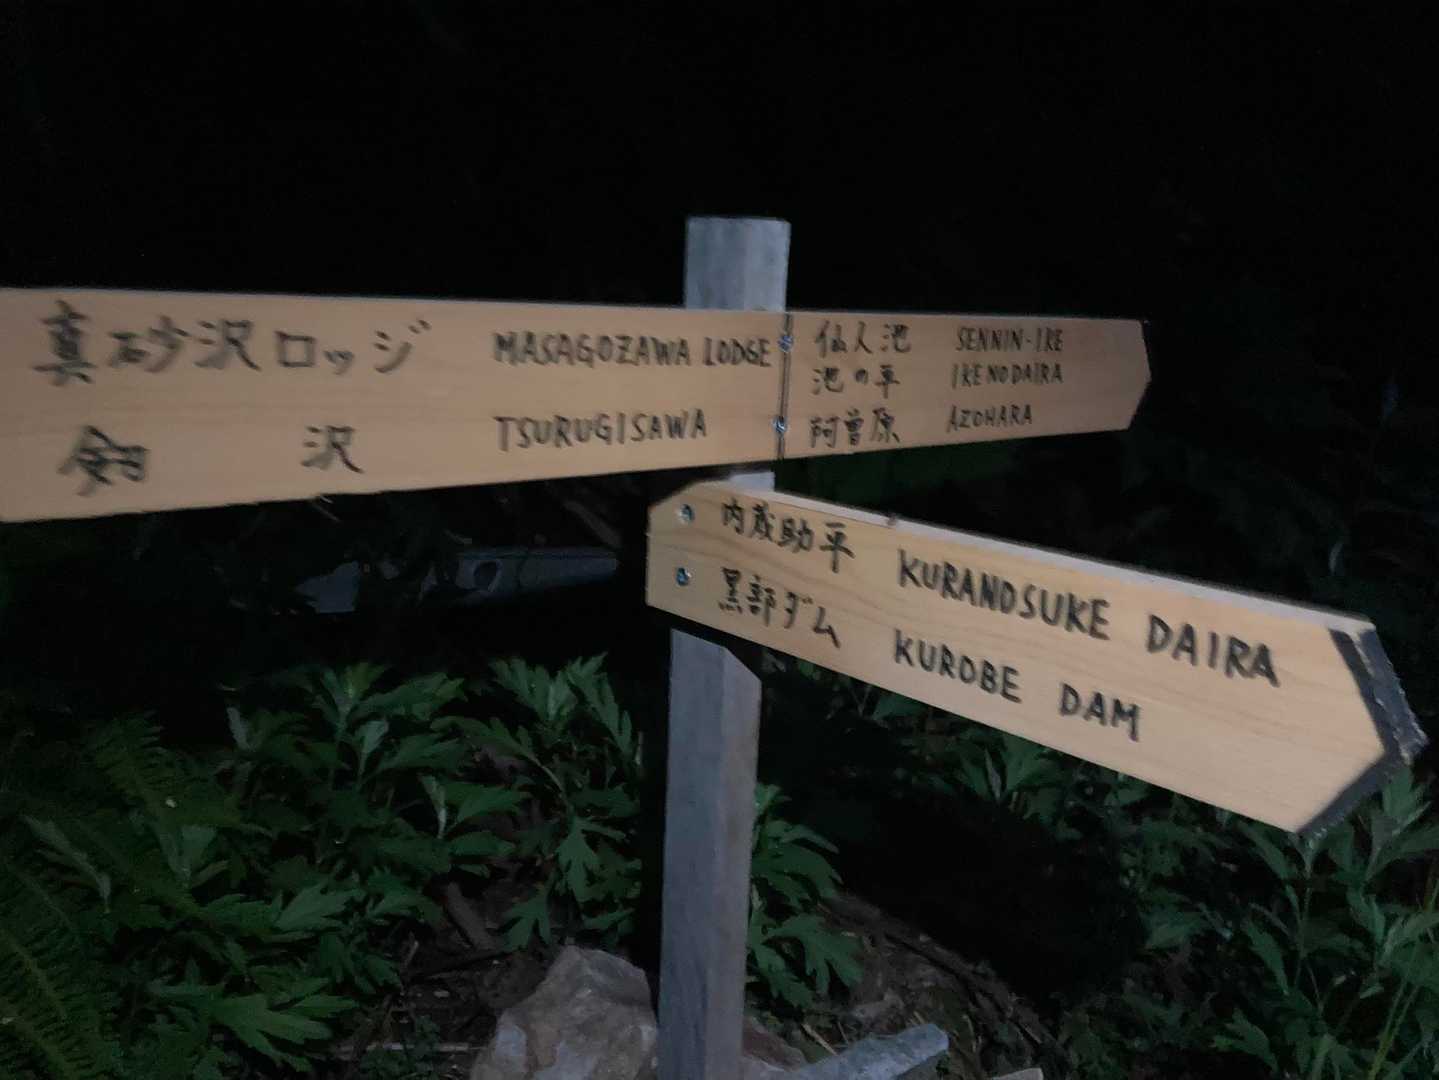 真砂沢ロッジ MASAGOZAWA LODGE
剱 沢 TSURUGISAWA
仙人池 SENNIN-IKE
池の平 IKENODAIRA
阿曽原 AZOHARA
内蔵助平 KURANOSUKE DAIRA
黒部ダム KUROBE DAM